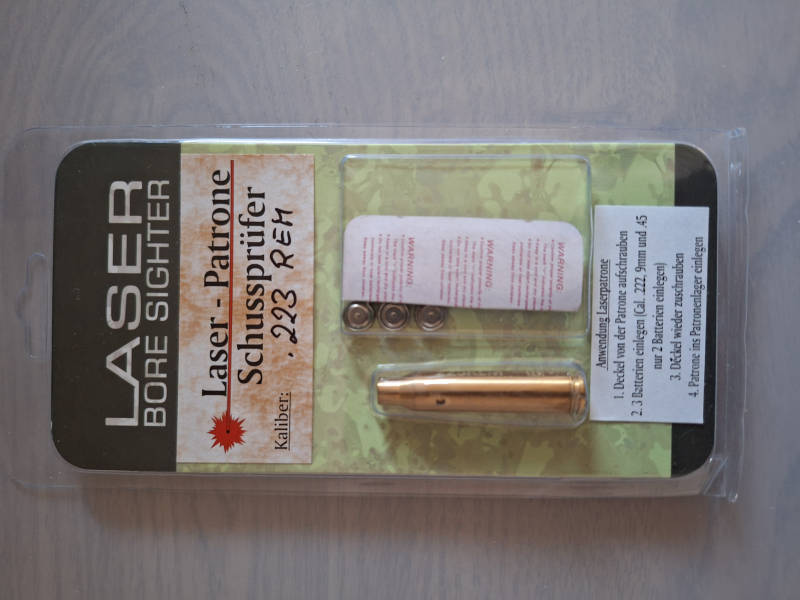 LASER
BORE SIGHTER
Laser - Patrone
Schussprüfer
Kaliber: .223 REM
WARNING
WARNING
WARNING
Anwendung Laserpatrone
1. Deckel von der Patrone aufschrauben
2. 3 Batterien einlegen (Cal. .222, 9mm und .45
nur 2 Batterien einlegen)
3. Deckel wieder zuschrauben
4. Patrone ins Patronenlager einlegen